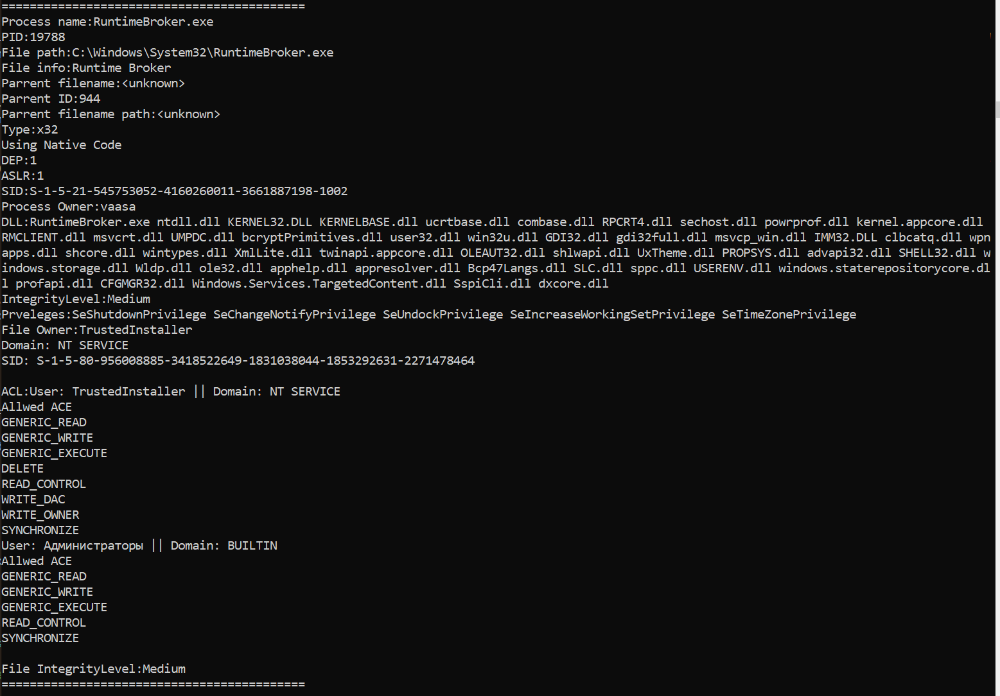 ===========================================
Process name:RuntimeBroker.exe
PID:19788
File path:C:\Windows\System32\RuntimeBroker.exe
File info:Runtime Broker
Parrent filename:<unknown>
Parrent ID:944
Parrent filename path:<unknown>
Type:x32
Using Native Code
DEP:1
ASLR:1
SID:S-1-5-21-545753052-4160260011-3661887198-1002
Process Owner:vaasa
DLL:RuntimeBroker.exe ntdll.dll KERNEL32.DLL KERNELBASE.dll ucrtbase.dll combase.dll RPCRT4.dll sechost.dll powrprof.dll kernel.appcore.dll
RMCLIENT.dll msvcrt.dll UMPDC.dll bcryptPrimitives.dll user32.dll win32u.dll GDI32.dll gdi32full.dll msvcp_win.dll IMM32.DLL clbcatq.dll wpn
apps.dll shcore.dll wintypes.dll XmlLite.dll twinapi.appcore.dll OLEAUT32.dll shlwapi.dll UxTheme.dll PROPSYS.dll advapi32.dll SHELL32.dll w
indows.storage.dll Wldp.dll ole32.dll apphelp.dll appresolver.dll Bcp47Langs.dll SLC.dll sppc.dll USERENV.dll windows.staterepositorycore.dl
l profapi.dll CFGMGR32.dll Windows.Services.TargetedContent.dll SspiCli.dll dxcore.dll
IntegrityLevel:Medium
Prveleges:SeShutdownPrivilege SeChangeNotifyPrivilege SeUndockPrivilege SeIncreaseWorkingSetPrivilege SeTimeZonePrivilege
File Owner:TrustedInstaller
Domain: NT SERVICE
SID: S-1-5-80-956008885-3418522649-1831038044-1853292631-2271478464
ACL:User: TrustedInstaller || Domain: NT SERVICE
Allwed ACE
GENERIC_READ
GENERIC_WRITE
GENERIC_EXECUTE
DELETE
READ_CONTROL
WRITE_DAC
WRITE_OWNER
SYNCHRONIZE
User: Администраторы || Domain: BUILTIN
Allwed ACE
GENERIC_READ
GENERIC_WRITE
GENERIC_EXECUTE
READ_CONTROL
SYNCHRONIZE
File IntegrityLevel:Medium
===========================================